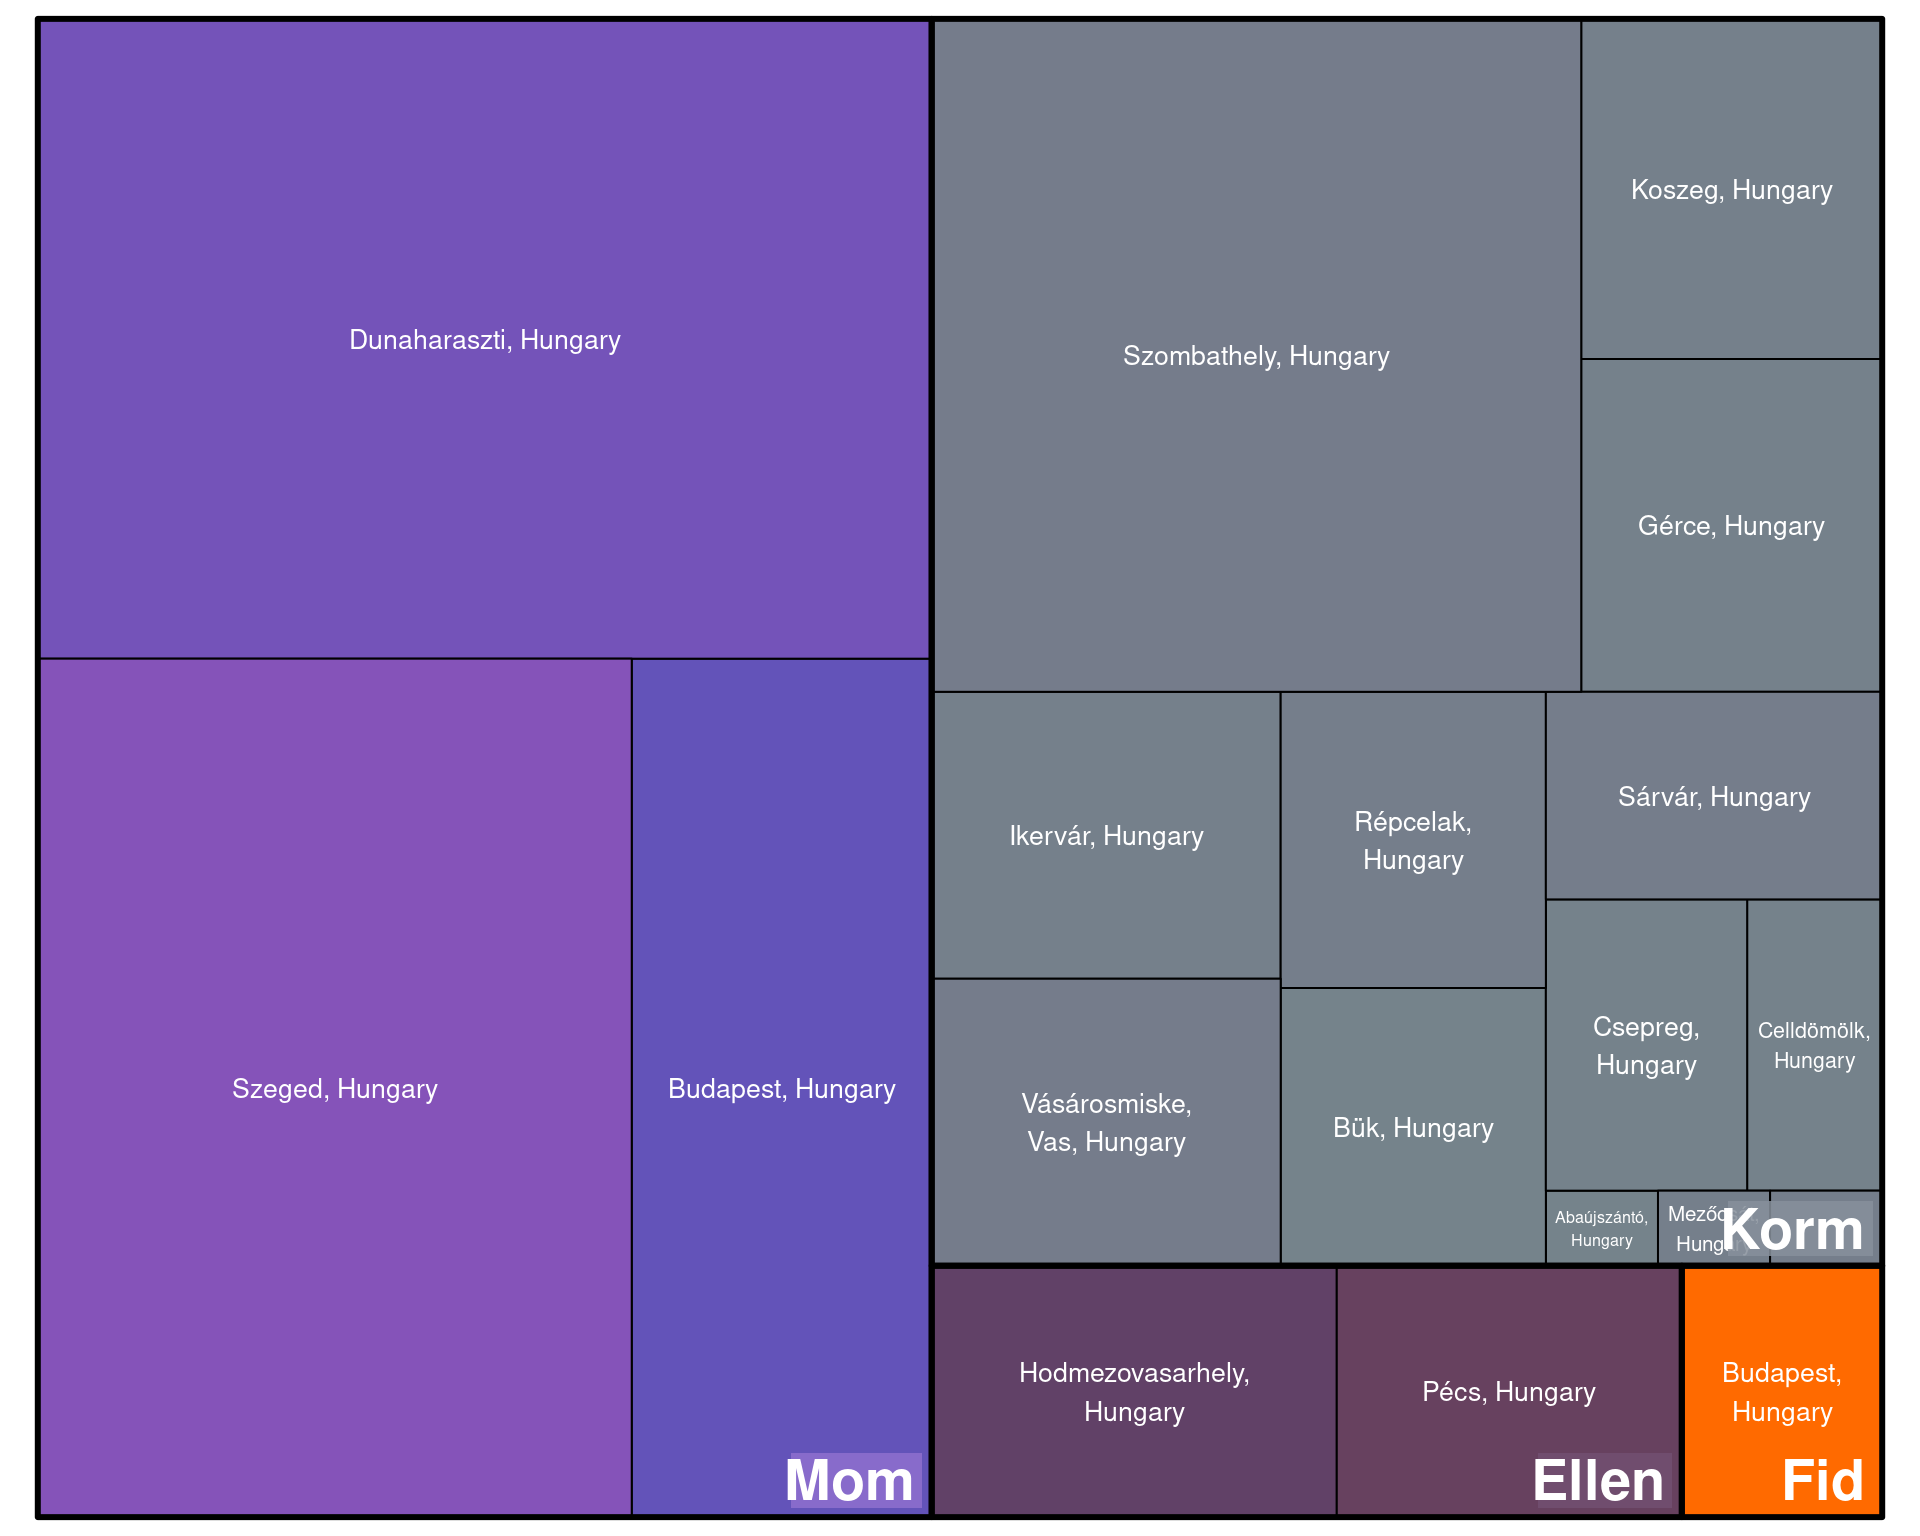 Dunaharaszti, Hungary
Szeged, Hungary
Budapest, Hungary
Mom
Szombathely, Hungary
Koszeg, Hungary
Gérce, Hungary
Ikervár, Hungary
Vásárosmiske,
Vas, Hungary
Répcelak,
Hungary
Bük, Hungary
Sárvár, Hungary
Csepreg,
Hungary
Celldömölk,
Hungary
Abaújszántó,
Hungary
Hungary
Korm
Hodmezovasarhely,
Hungary
Pécs, Hungary
Ellen
Budapest,
Hungary
Fid